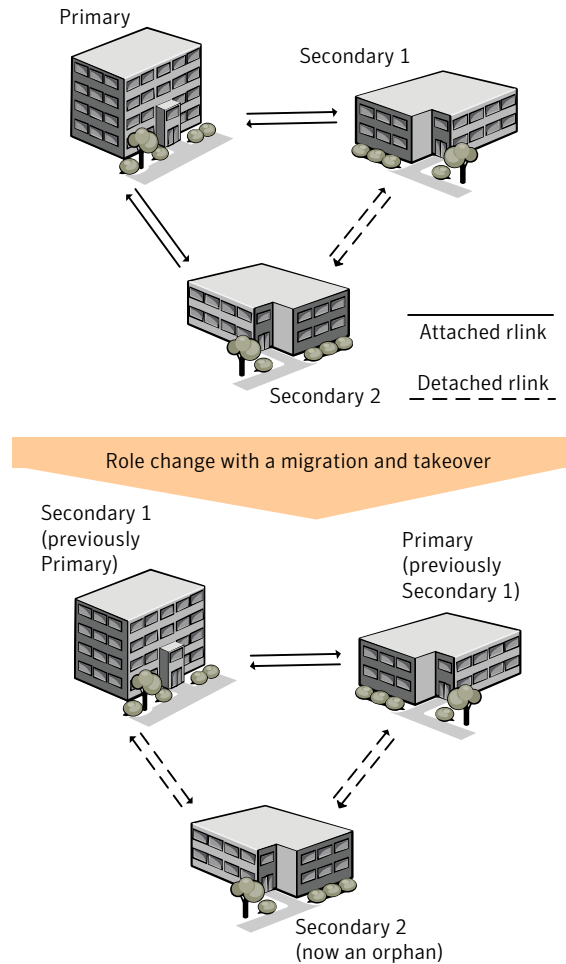 Primary
Secondary 1
Secondary 2
Attached rlink
Detached rlink
Role change with a migration and takeover
Secondary 1
(previously
Primary)
Primary
(previously
Secondary 1)
Secondary 2
(now an orphan)